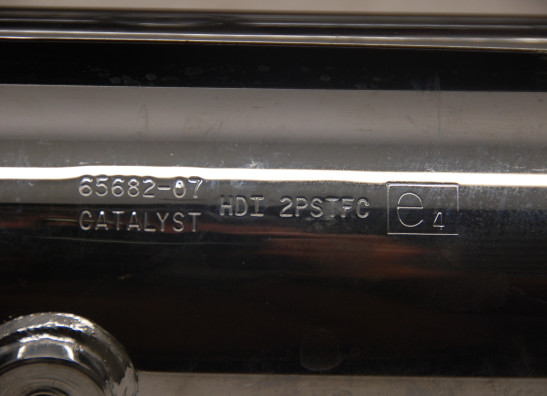 65682-07
CATALYST
HDI 2PSTFC
e4